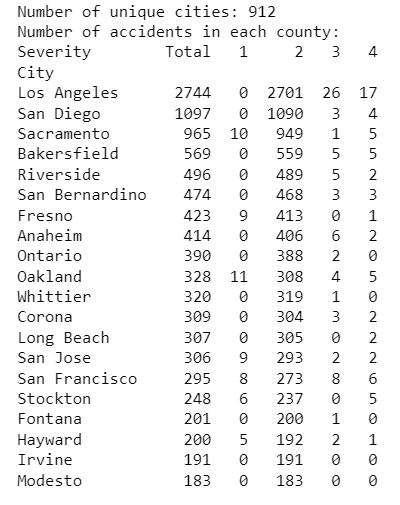 Number of unique cities: 912
Number of accidents in each county:
Severity Total 1 2 3 4
City
Los Angeles 2744 0 2701 26 17
San Diego 1097 0 1090 3 4
Sacramento 965 10 949 1 5
Bakersfield 569 0 559 5 5
Riverside 496 0 489 5 2
San Bernardino 474 0 468 3 3
Fresno 423 9 413 0 1
Anaheim 414 0 406 6 2
Ontario 390 0 388 2 0
Oakland 328 11 308 4 5
Whittier 320 0 319 1 0
Corona 309 0 304 3 2
Long Beach 307 0 305 0 2
San Jose 306 9 293 2 2
San Francisco 295 8 273 8 6
Stockton 248 6 237 0 5
Fontana 201 0 200 1 0
Hayward 200 5 192 2 1
Irvine 191 0 191 0 0
Modesto 183 0 183 0 0